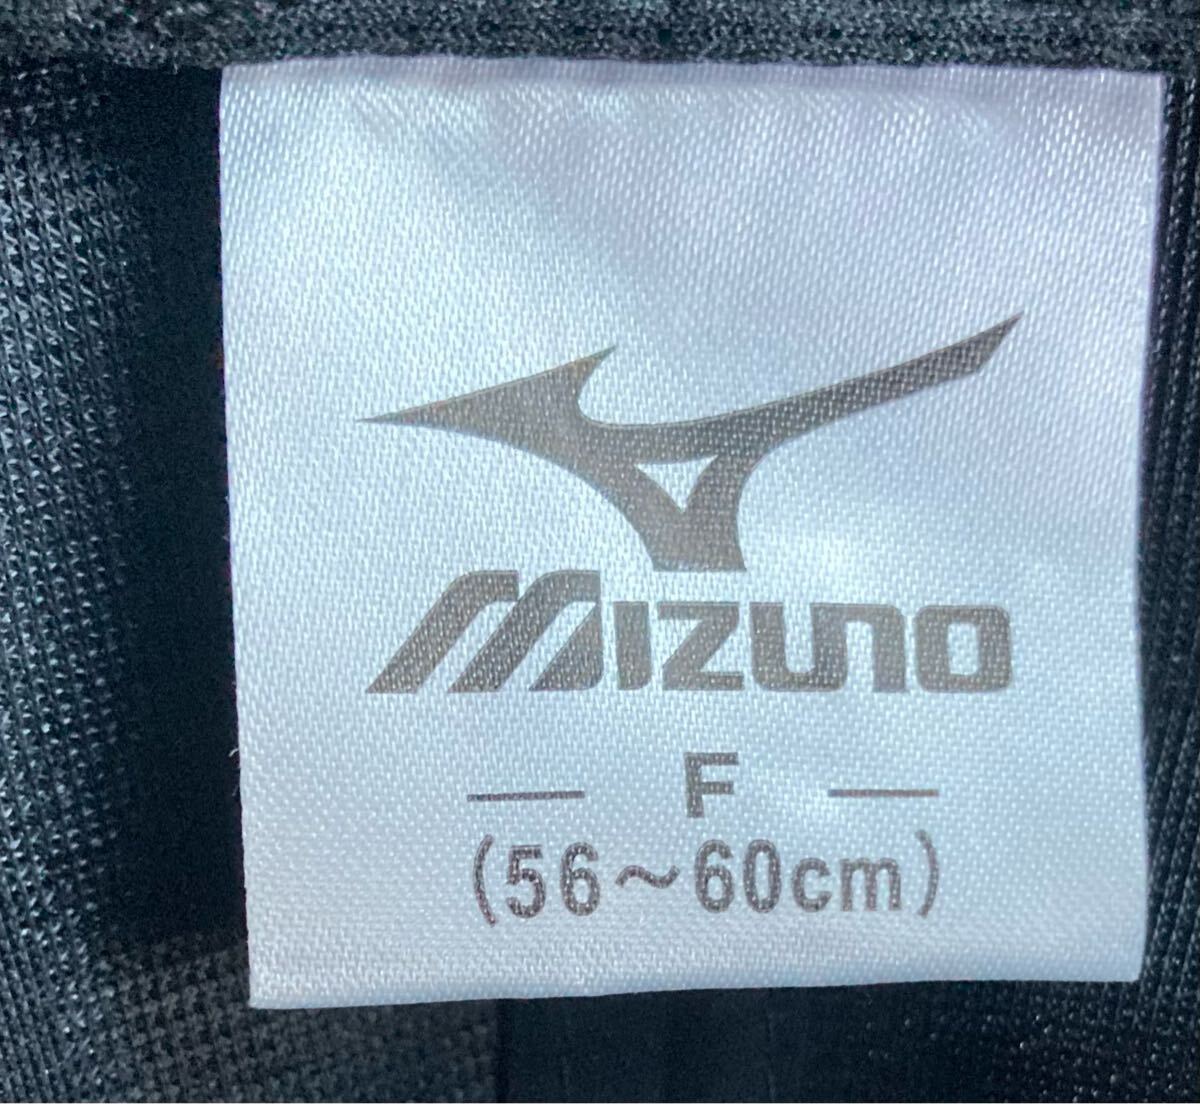 MIZUNO
— F —
(56～60cm)